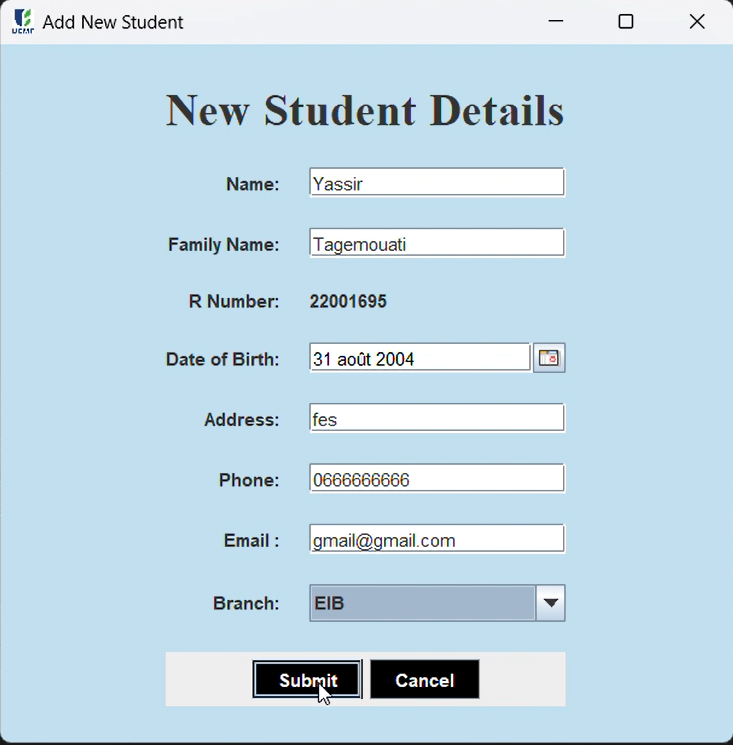 Add New Student
New Student Details
Name: Yassir
Family Name: Tagemouati
R Number: 22001695
Date of Birth: 31 août 2004
Address: fes
Phone: 0666666666
Email : gmail@gmail.com
Branch: EIB
Submit Cancel